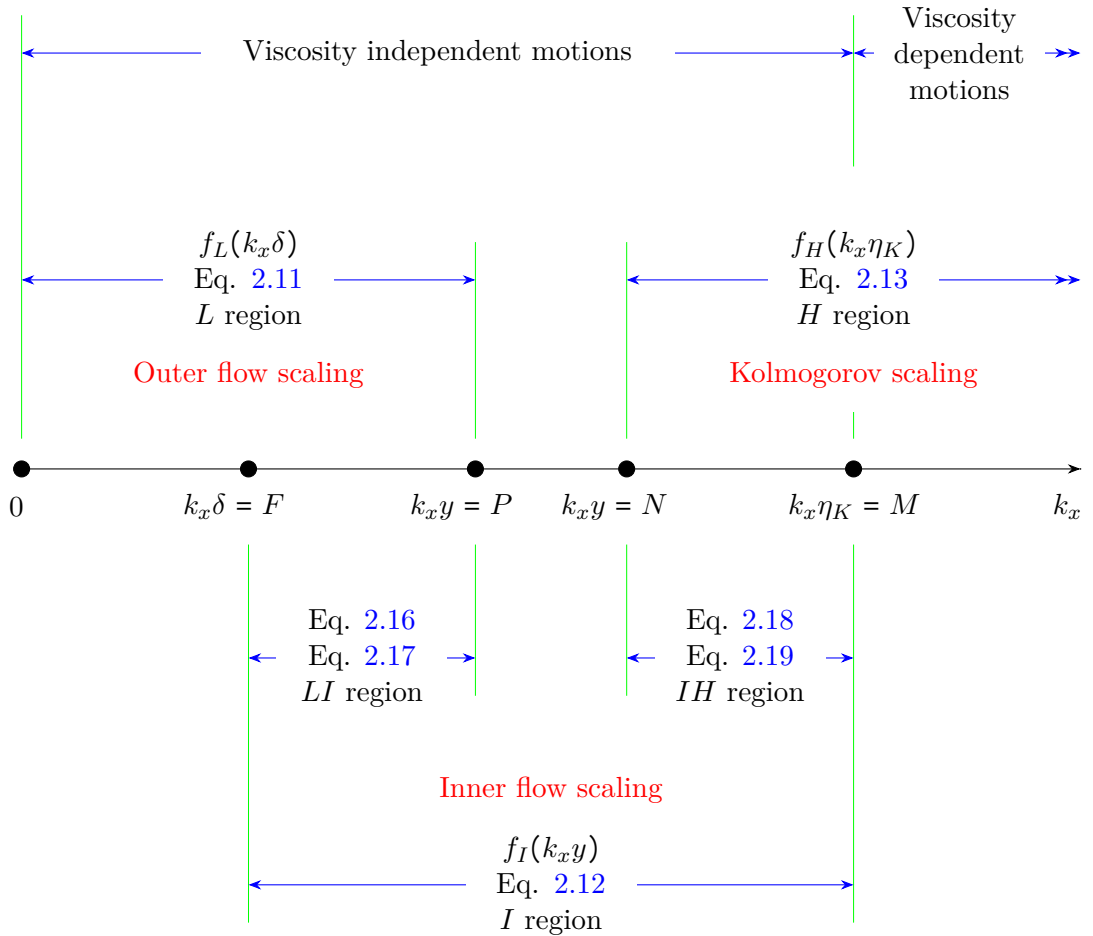 Viscosity independent motions
Viscosity
dependent
motions
f_L(k_xδ)
Eq. 2.11
L region
f_H(k_xη_K)
Eq. 2.13
H region
Outer flow scaling
Kolmogorov scaling
0
k_xδ = F
k_xy = P
k_xy = N
k_xη_K = M
k_x
Eq. 2.16
Eq. 2.17
LI region
Eq. 2.18
Eq. 2.19
IH region
Inner flow scaling
f_I(k_xy)
Eq. 2.12
I region